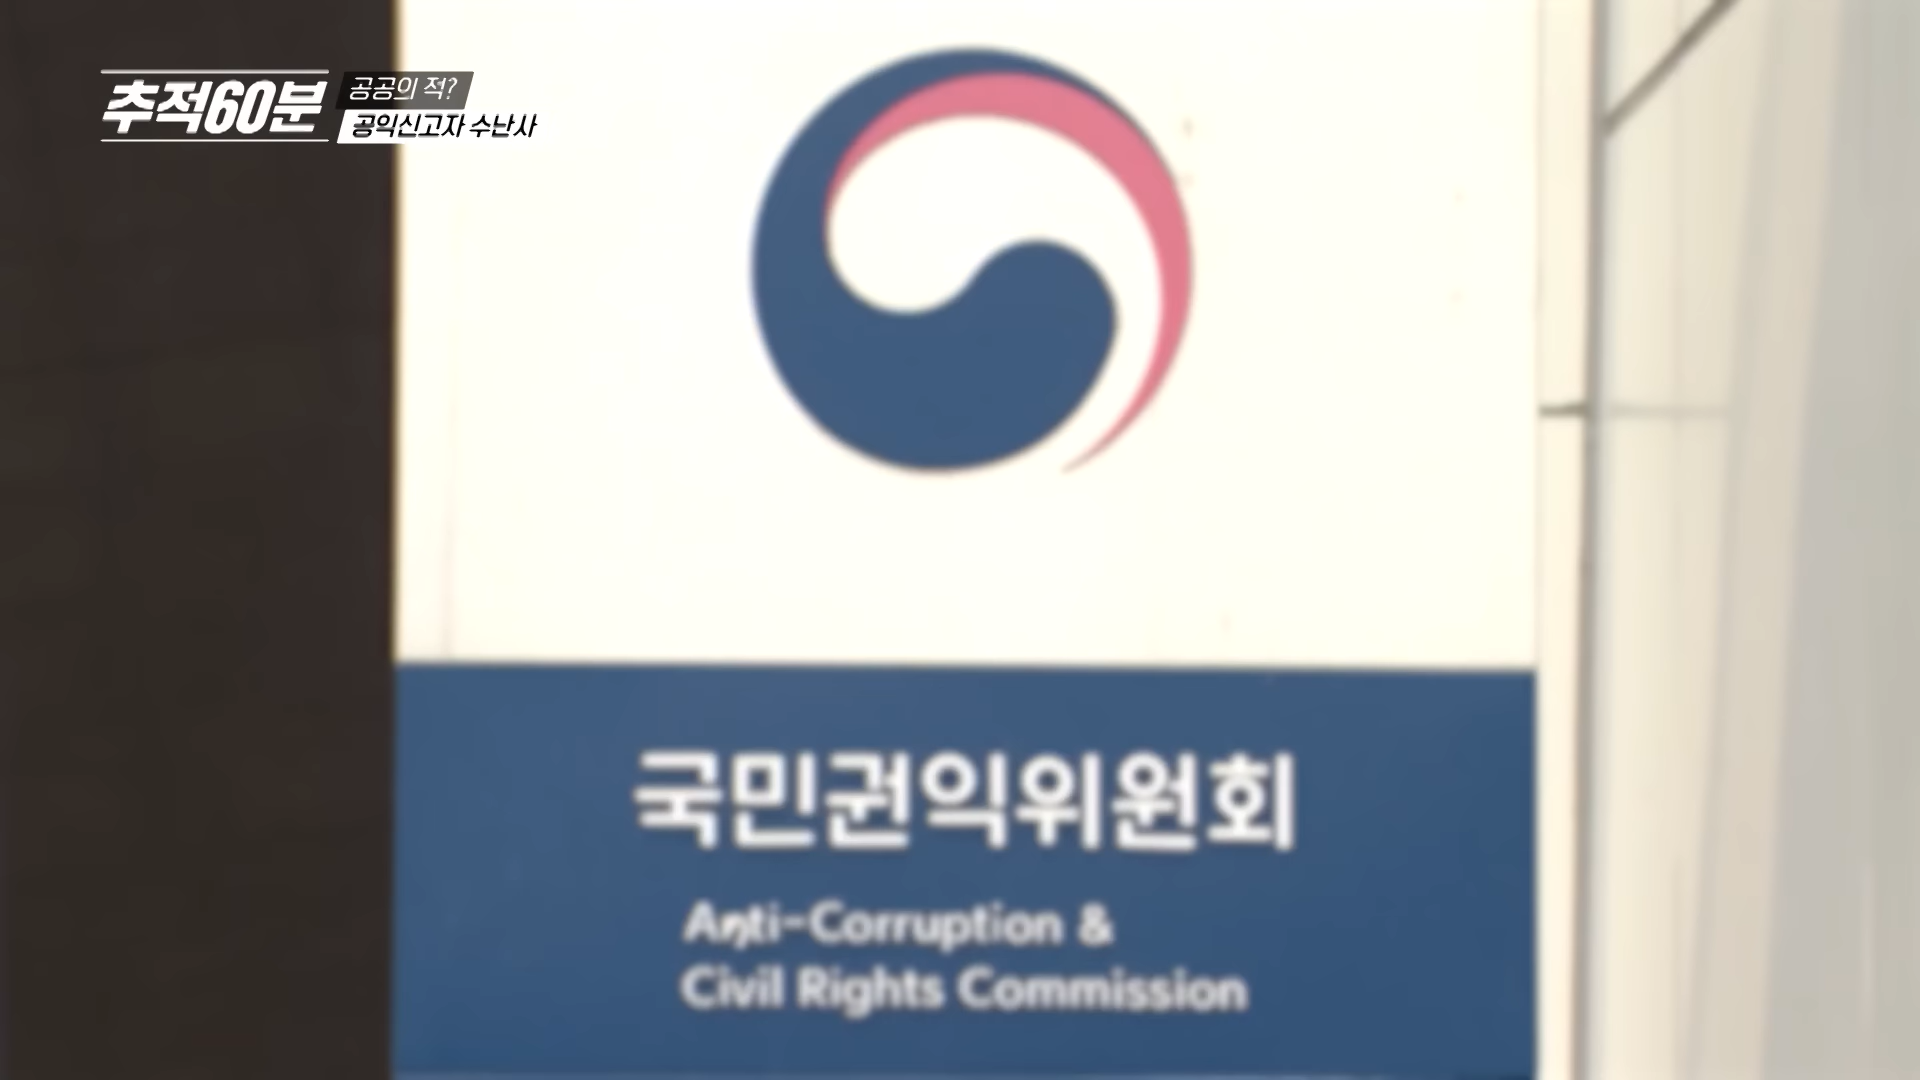 추적60분
공공의 적?
공익신고자 수난사
국민권익위원회
Anti-Corruption &
Civil Rights Commission